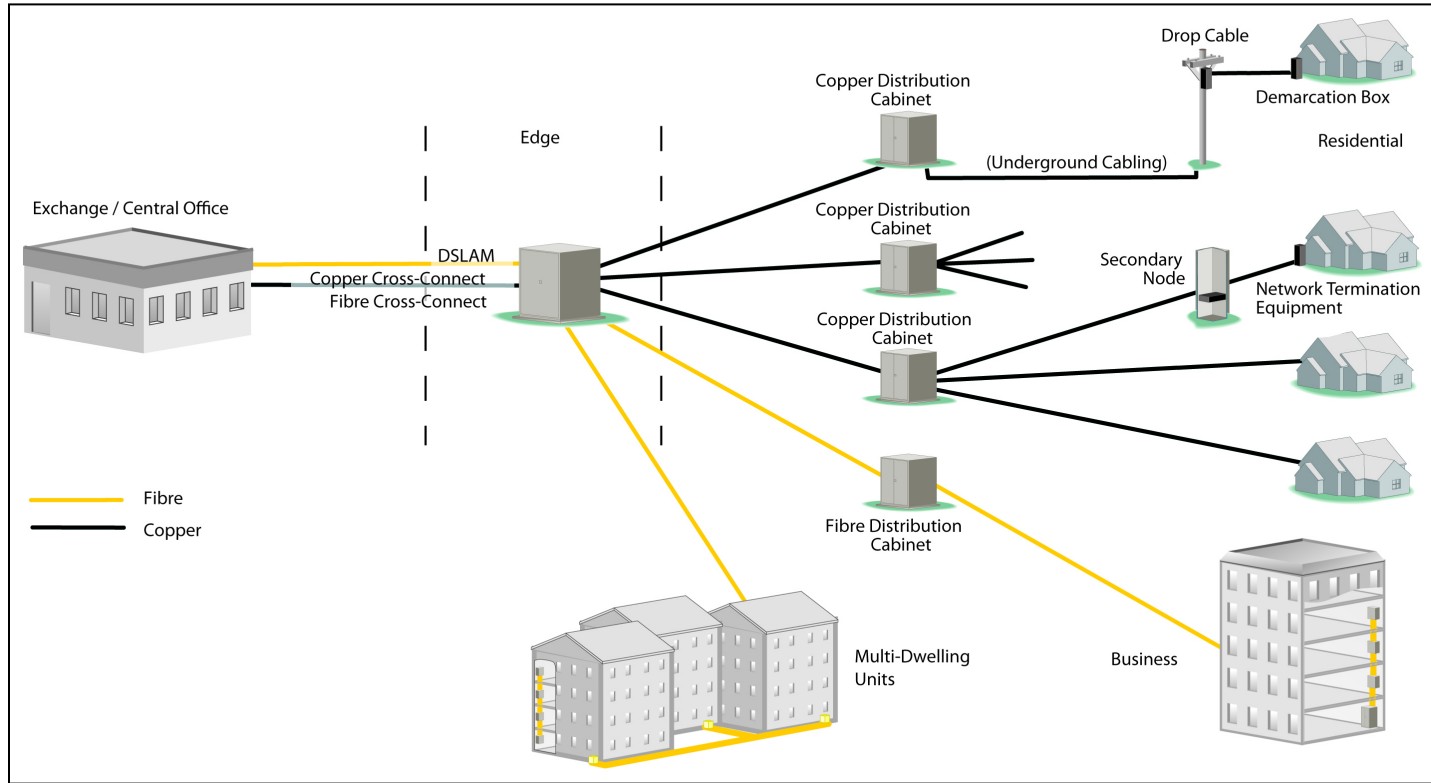 Drop Cable
Copper Distribution
Cabinet
Demarcation Box
Edge
Residential
(Underground Cabling)
Exchange / Central Office
Copper Distribution
Cabinet
DSLAM
Copper Cross-Connect
Fibre Cross-Connect
Secondary
Node
Network Termination
Equipment
Copper Distribution
Cabinet
Fibre
Copper
Fibre Distribution
Cabinet
Multi-Dwelling
Units
Business